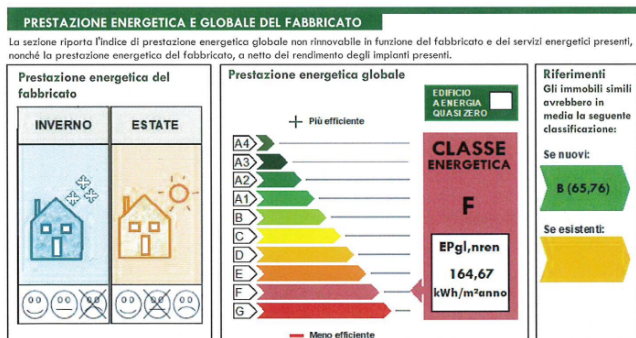 PRESTAZIONE ENERGETICA E GLOBALE DEL FABBRICATO
La sezione riporta l'indice di prestazione energetica globale non rinnovabile in funzione del fabbricato e dei servizi energetici presenti,
nonché la prestazione energetica del fabbricato, a netto del rendimento degli impianti presenti.
Prestazione energetica del
fabbricato
INVERNO
ESTATE
Prestazione energetica globale
+ Più efficiente
A4
A3
A2
A1
B
C
D
E
F
G
— Meno efficiente
EDIFICIO
A ENERGIA
QUASI ZERO
CLASSE
ENERGETICA
F
EPgl,nren
164,67
kWh/m²anno
Riferimenti
Gli immobili simili
avrebbero in
media la seguente
classificazione:
Se nuovi:
B (65,76)
Se esistenti: